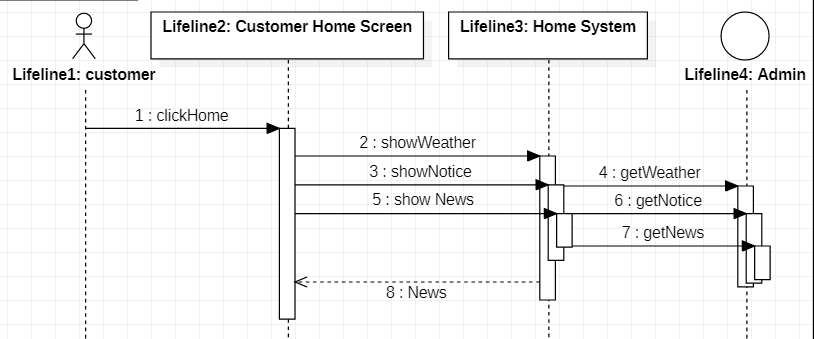 Lifeline2: Customer Home Screen
Lifeline3: Home System
Lifeline1: customer
Lifeline4: Admin
1 : clickHome
2 : showWeather
3 : showNotice
4 : getWeather
5 : show News
6 : getNotice
7 : getNews
8 : News